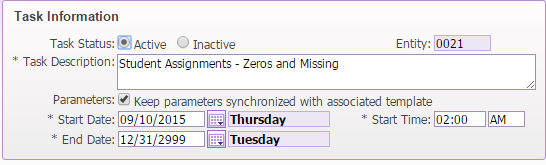 Task Information
Task Status: Active Inactive Entity: 0021
* Task Description: Student Assignments - Zeros and Missing
Parameters: Keep parameters synchronized with associated template
* Start Date: 09/10/2015 Thursday * Start Time: 02:00 AM
* End Date: 12/31/2999 Tuesday